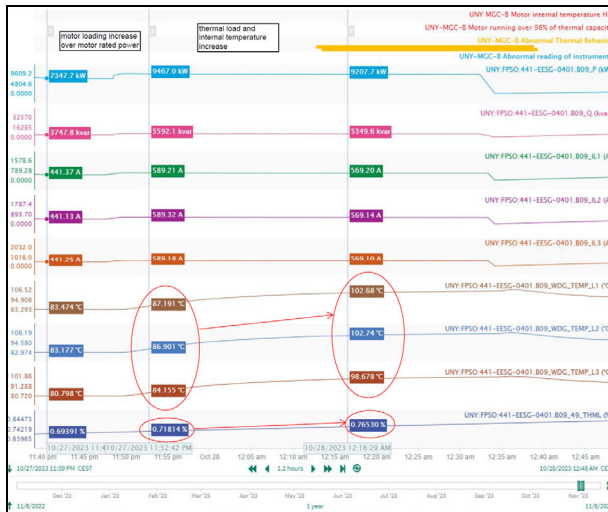 UNY MGC-B Motor internal temperature H
motor loading increase
over motor rated power
thermal load and
internal temperature
increase
UNY MGC-B Motor running over 98% of thermal capacit
UNY-MGC-B Abnormal Thermal Behavio
UNY MGC-B Abnormal reading of instrument
9609.2
4804.6
0.0000
7347.7 kW
9467.0 kW
9207.7 kW
UNY:FPSO:441-EESG-0401.B09_P (kW
32570
16285
0.0000
3747.8 kvar
5592.1 kvar
5349.6 kvar
UNY:FPSO:441-EESG-0401.B09_Q (kva
1578.6
789.28
0.0000
441.37 A
589.21 A
569.20 A
UNY:FPSO:441-EESG-0401.B09_IL1 (A
1787.4
893.70
0.0000
441.13 A
589.32 A
569.14 A
UNY:FPSO:441-EESG-0401.B09_IL2 (A
2032.0
1016.0
0.0000
441.25 A
589.18 A
569.10 A
UNY:FPSO:441-EESG-0401.B09_IL3 (A
106.52
94.906
83.293
83.474 °C
87.191 °C
102.68 °C
UNY:FPSO:441-EESG-0401.B09_WDG_TEMP_L1 (°C
106.19
94.580
82.974
83.177 °C
86.901 °C
102.74 °C
UNY:FPSO:441-EESG-0401.B09_WDG_TEMP_L2 (°C
101.86
91.288
80.720
80.798 °C
84.155 °C
98.678 °C
UNY:FPSO:441-EESG-0401.B09_WDG_TEMP_L3 (°C
0.84473
0.74219
0.63965
0.69391 %
0.71814 %
0.76530 %
UNY:FPSO:441-EESG-0401.B09_49_THML (%
10/27/2023 11:4
10/27/2023 11:52:42 PM
10/28/2023 12:16:29 AM
11:40 pm 11:45 pm 11:50 pm 11:55 pm Oct 28 12:05 am 12:10 am 12:15 am 12:20 am 12:25 am 12:30 am 12:35 am 12:40 am 12:45 am
10/27/2023 11:39 PM CEST
1.2 hours
10/28/2023 12:48 AM CE
Dec '22 Jan '23 Feb '23 Mar '23 Apr '23 May '23 Jun '23 Jul '23 Aug '23 Sep '23 Oct '23 Nov '23
11/8/2022
1 year
11/8/202